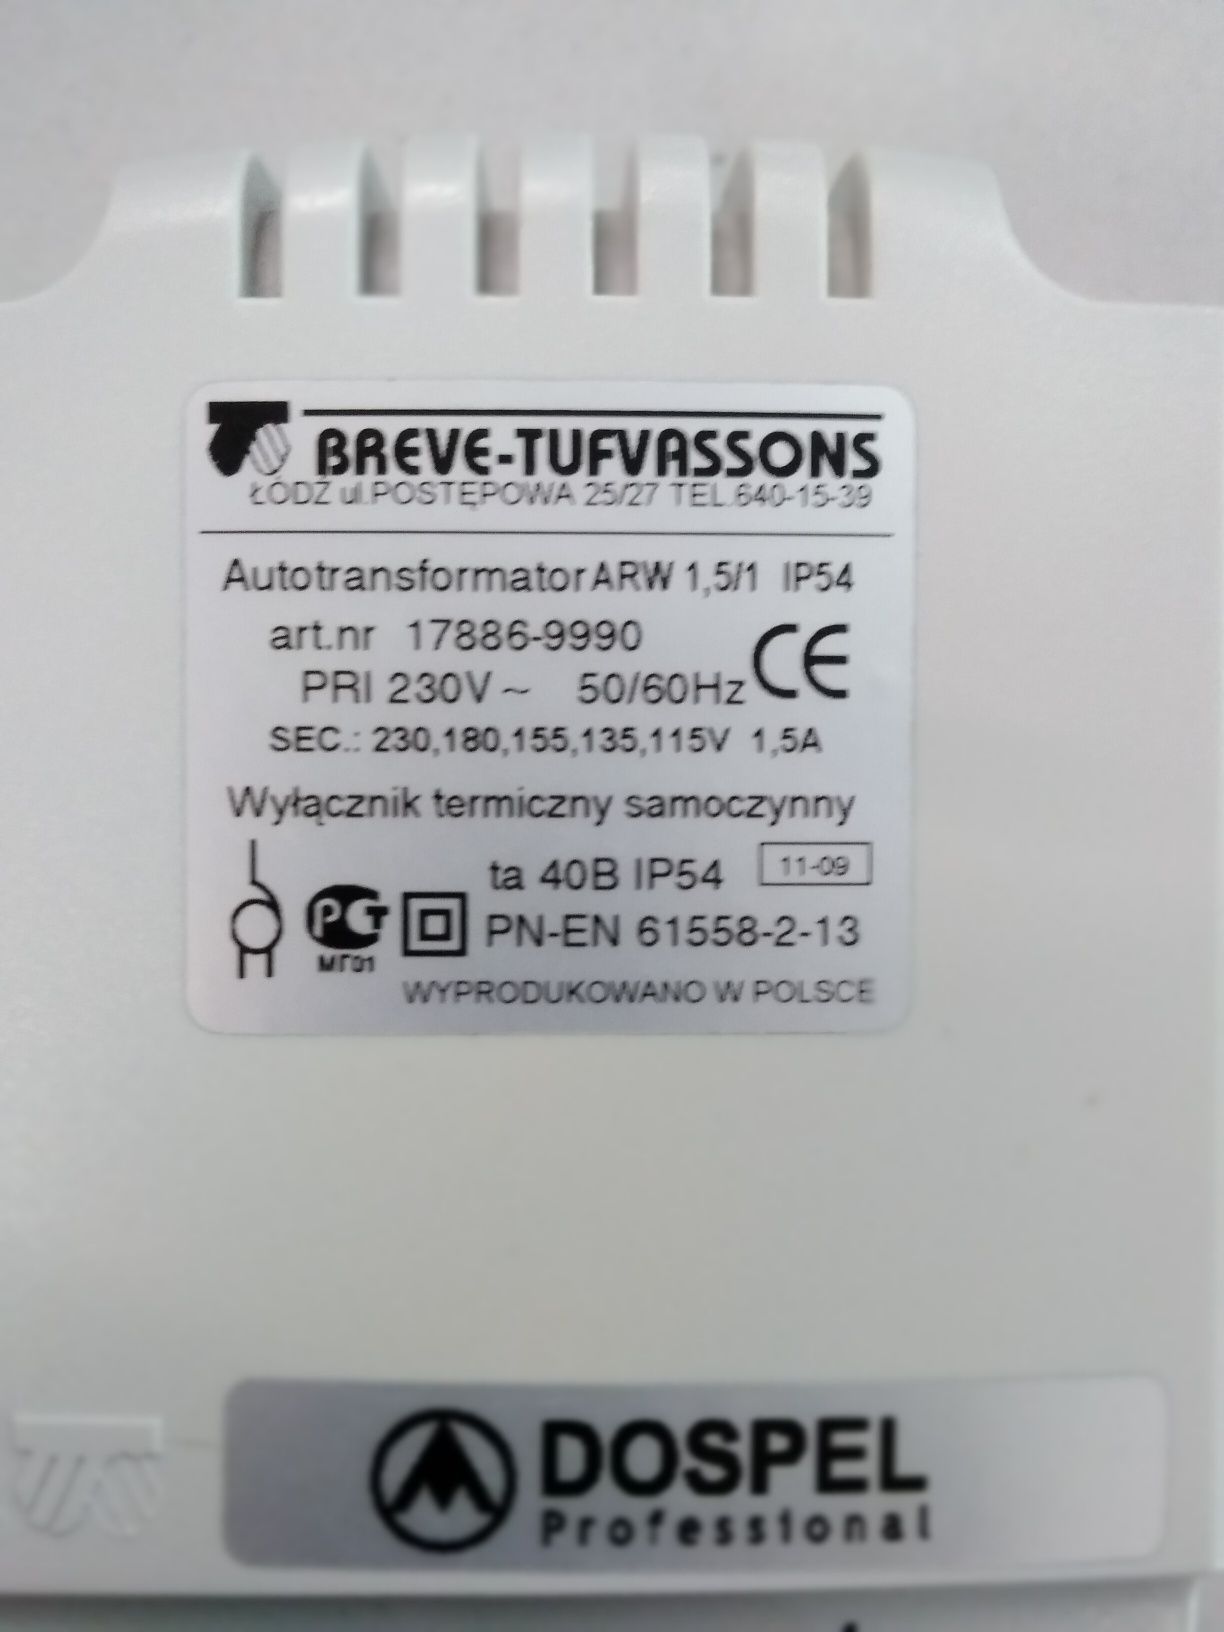 BREVE-TUFVASSONS
ŁÓDŹ ul.POSTĘPOWA 25/27 TEL.640-15-39
Autotransformator ARW 1,5/1 IP54
art.nr 17886-9990
CE
PRI 230V ~ 50/60Hz
SEC.: 230,180,155,135,115V 1,5A
Wyłącznik termiczny samoczynny
ta 40B IP54 11-09
PCT
МГ01
PN-EN 61558-2-13
WYPRODUKOWANO W POLSCE
DOSPEL
Professional